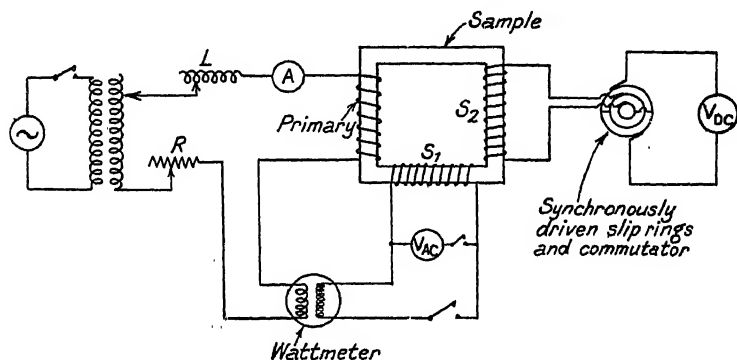 Sample
L
A
Primary
S2
S1
R
VDC
VAC
Synchronously
driven slip rings
and commutator
Wattmeter